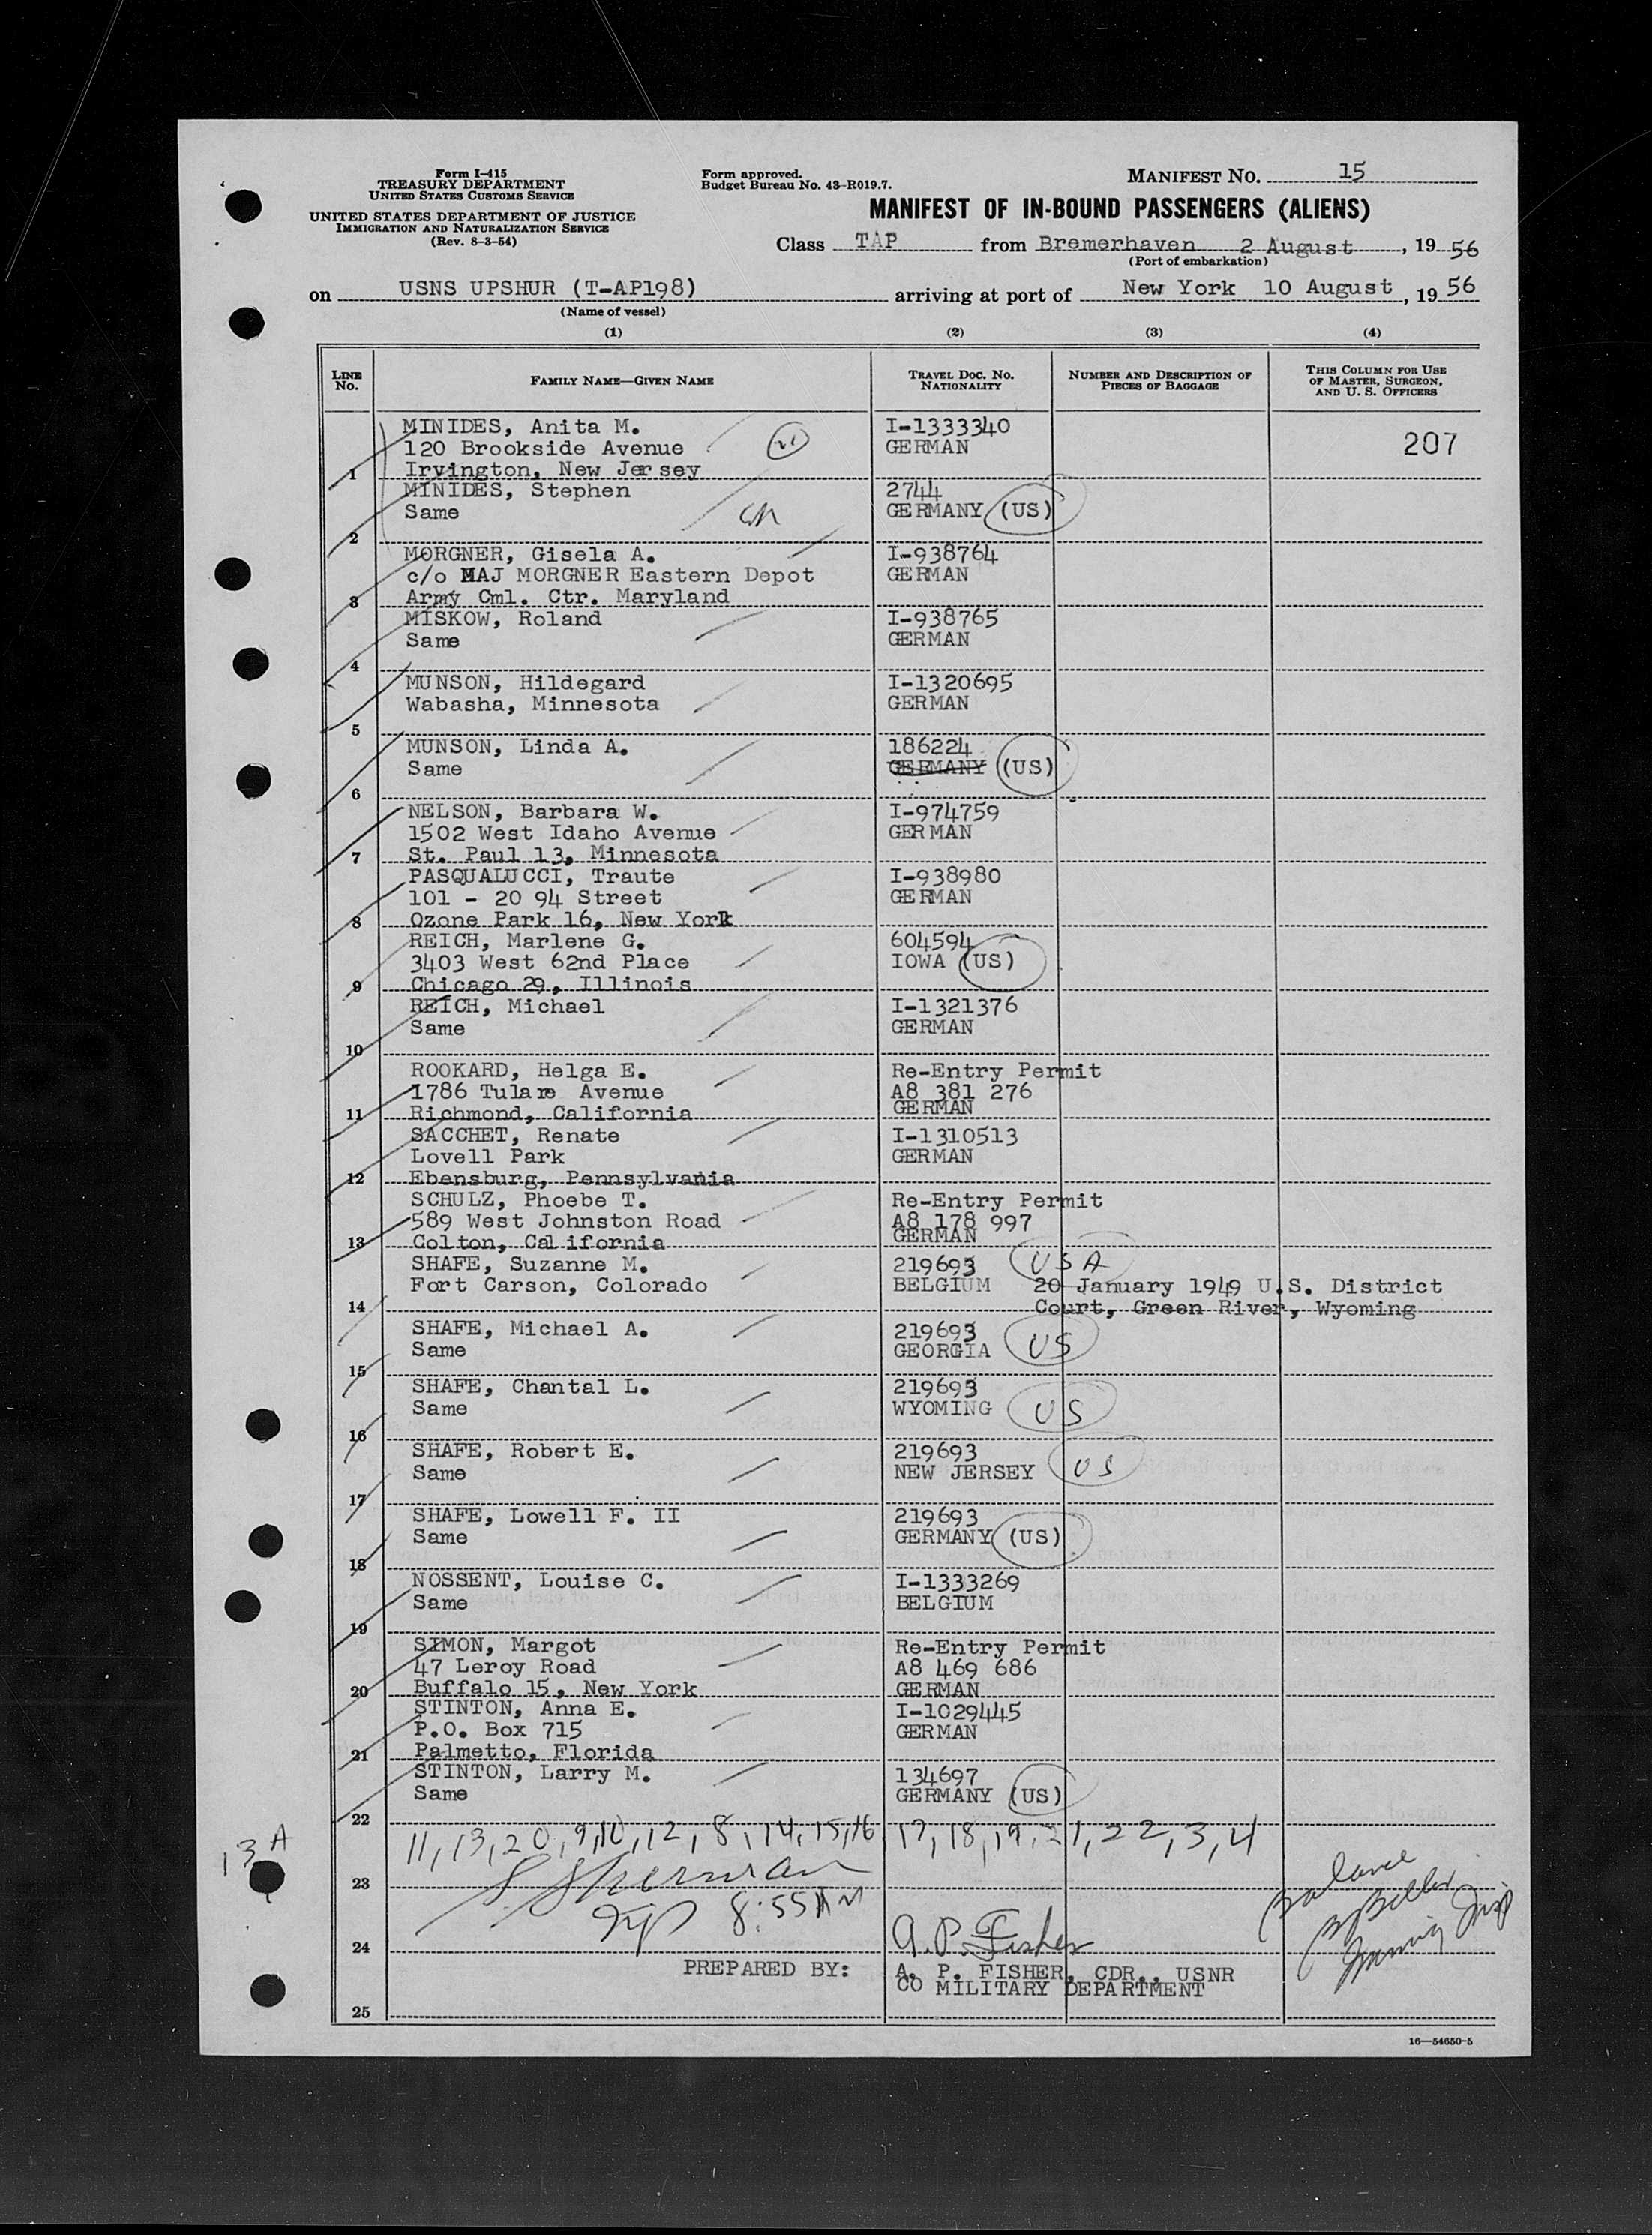 Form I-415
TREASURY DEPARTMENT
UNITED STATES CUSTOMS SERVICE
UNITED STATES DEPARTMENT OF JUSTICE
IMMIGRATION AND NATURALIZATION SERVICE
(Rev. 8-3-54)
Form approved.
Budget Bureau No. 43-R019.7.
MANIFEST NO. 15
MANIFEST OF IN-BOUND PASSENGERS (ALIENS)
Class TAP from Bremerhaven 2 August, 19 56
(Port of embarkation)
on USNS UPSHUR (T-AP198) arriving at port of New York 10 August, 19 56
(Name of vessel)
(1) (2) (3) (4)
LINE NO. FAMILY NAME—GIVEN NAME TRAVEL DOC. NO. NATIONALITY NUMBER AND DESCRIPTION OF PIECES OF BAGGAGE THIS COLUMN FOR USE OF MASTER, SURGEON, AND U. S. OFFICERS
MINIDES, Anita M. I-1333340
120 Brookside Avenue GERMAN 207
1 Irvington, New Jersey
MINIDES, Stephen 2744
Same GERMANY (US)
2
MORGNER, Gisela A. I-938764
c/o MAJ MORGNER Eastern Depot GERMAN
3 Army Cml. Ctr. Maryland
MISKOW, Roland I-938765
Same GERMAN
4
MUNSON, Hildegard I-1320695
Wabasha, Minnesota GERMAN
5
MUNSON, Linda A. 186224
Same GERMANY (US)
6
NELSON, Barbara W. I-974759
1502 West Idaho Avenue GERMAN
7 St. Paul 13, Minnesota
PASQUALUCCI, Traute I-938980
101 - 20 94 Street GERMAN
8 Ozone Park 16, New York
REICH, Marlene G. 604594
3403 West 62nd Place IOWA (US)
9 Chicago 29, Illinois
REICH, Michael I-1321376
Same GERMAN
10
ROOKARD, Helga E. Re-Entry Permit
1786 Tulare Avenue A8 381 276
11 Richmond, California GERMAN
SACCHET, Renate I-1310513
Lovell Park GERMAN
12 Ebensburg, Pennsylvania
SCHULZ, Phoebe T. Re-Entry Permit
589 West Johnston Road A8 178 997
13 Colton, California GERMAN
SHAFE, Suzanne M. 219693 USA
Fort Carson, Colorado BELGIUM 20 January 1949 U.S. District
14 Court, Green River, Wyoming
SHAFE, Michael A. 219693
Same GEORGIA US
15
SHAFE, Chantal L. 219693
Same WYOMING US
16
SHAFE, Robert E. 219693
Same NEW JERSEY US
17
SHAFE, Lowell F. II 219693
Same GERMANY (US)
18
NOSSENT, Louise C. I-1333269
Same BELGIUM
19
SIMON, Margot Re-Entry Permit
47 Leroy Road A8 469 686
20 Buffalo 15, New York GERMAN
STINTON, Anna E. I-1029445
P.O. Box 715 GERMAN
21 Palmetto, Florida
STINTON, Larry M. 134697
Same GERMANY (US)
22
11, 13, 20, 9, 10, 12, 8, 14, 15, 16, 17, 18, 19, 21, 22, 3, 4
13A
23 S Sherman
8:55AM
24 A.P. Fisher
PREPARED BY: A. P. FISHER, CDR., USNR
CO MILITARY DEPARTMENT
25
16—54650-5